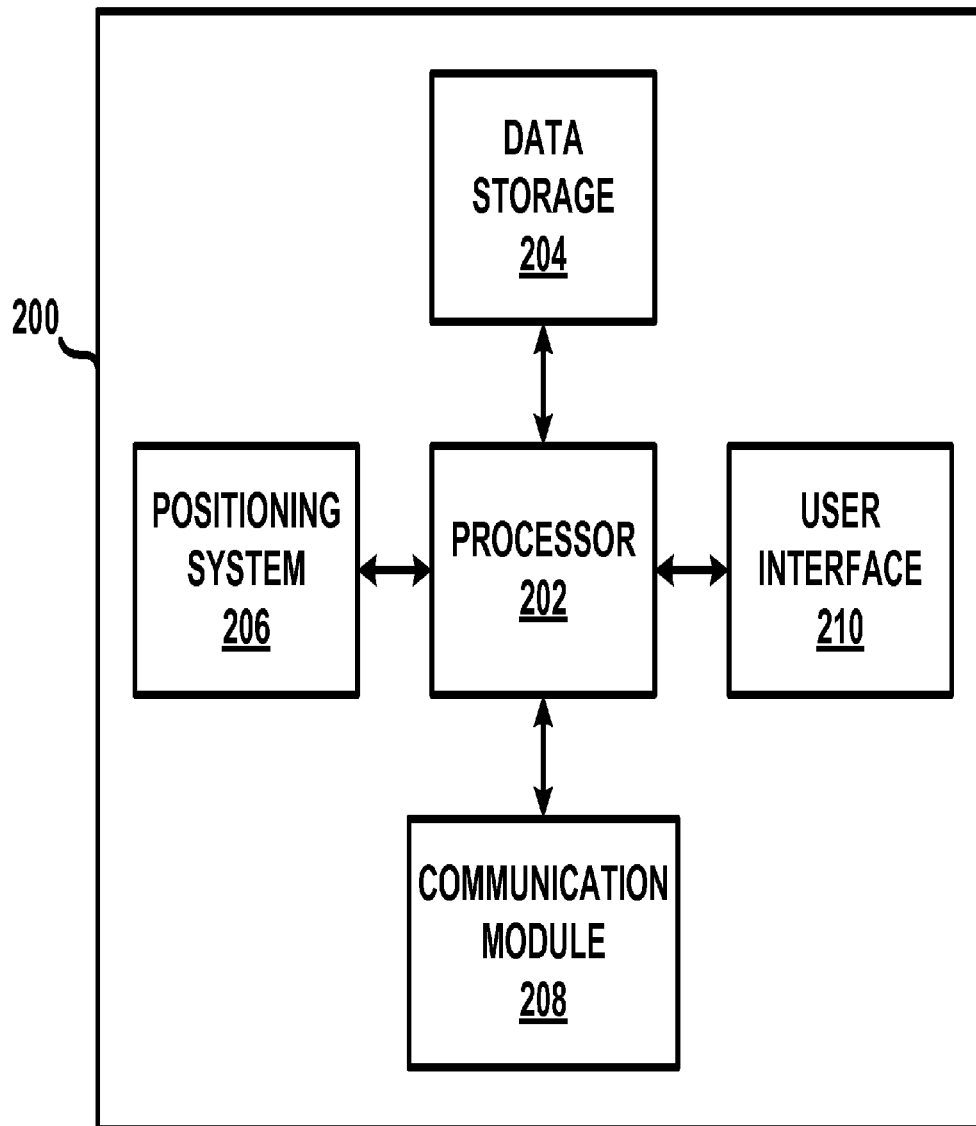 DATA
STORAGE
204
200
POSITIONING
SYSTEM
206
PROCESSOR
202
USER
INTERFACE
210
COMMUNICATION
MODULE
208